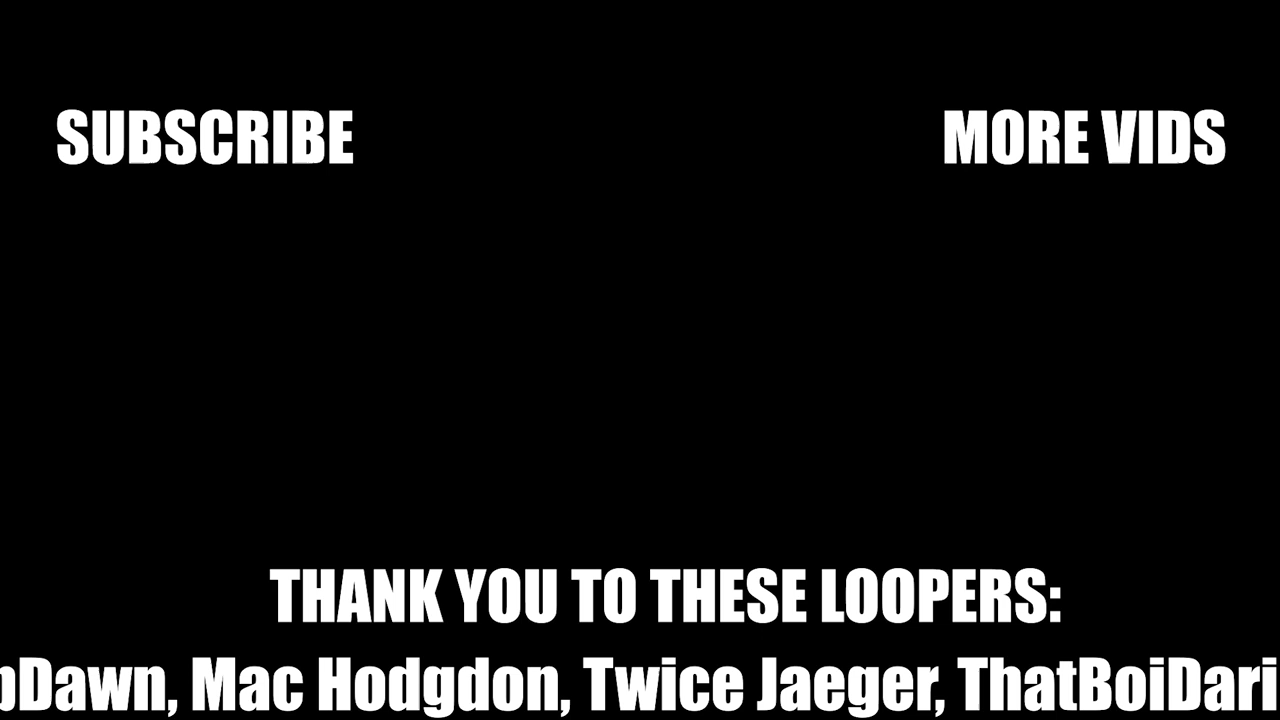 SUBSCRIBE
MORE VIDS
THANK YOU TO THESE LOOPERS:
Dawn, Mac Hodgdon, Twice Jaeger, ThatBoiDari